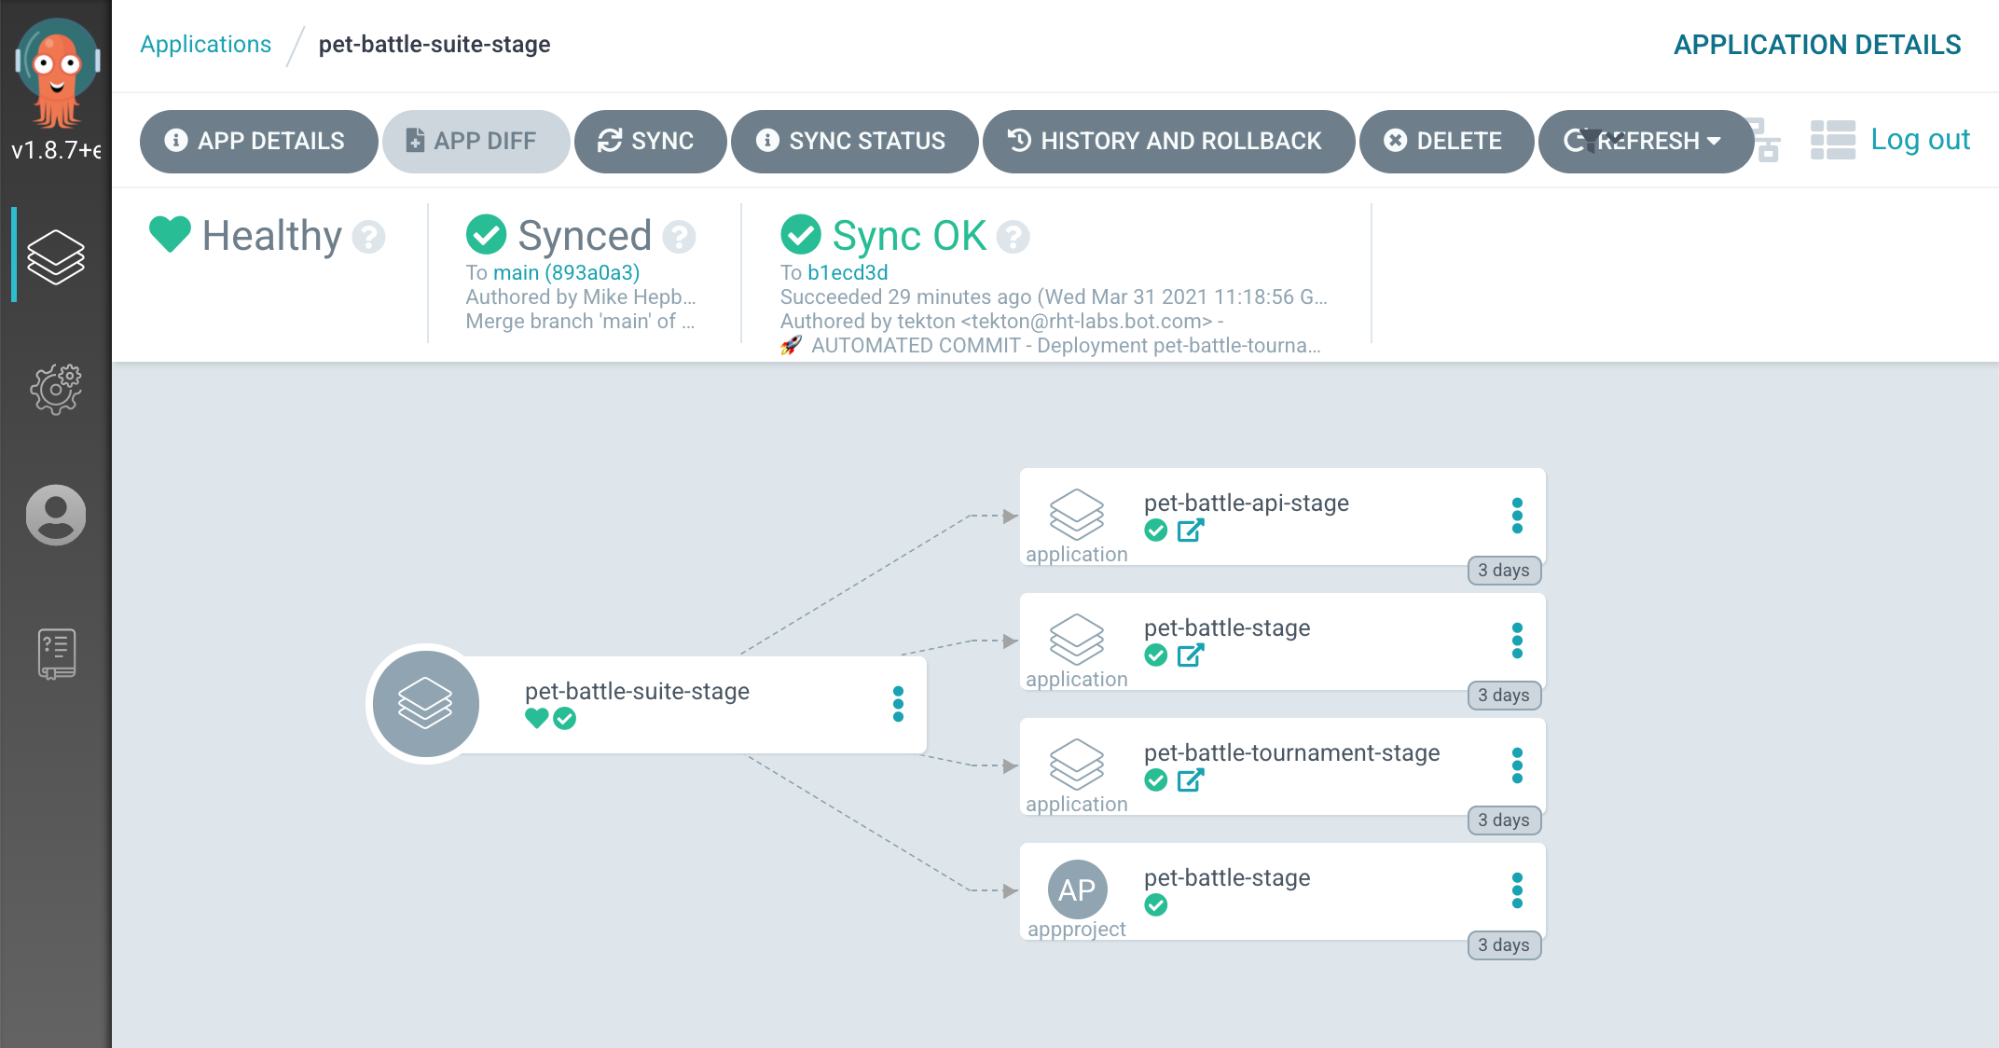 Applications / pet-battle-suite-stage
APPLICATION DETAILS
v1.8.7+e
APP DETAILS
APP DIFF
SYNC
SYNC STATUS
HISTORY AND ROLLBACK
DELETE
REFRESH
Log out
Healthy ?
Synced ?
To main (893a0a3)
Authored by Mike Hepb...
Merge branch 'main' of ...
Sync OK ?
To b1ecd3d
Succeeded 29 minutes ago (Wed Mar 31 2021 11:18:56 G...
Authored by tekton <tekton@rht-labs.bot.com> -
🚀 AUTOMATED COMMIT - Deployment pet-battle-tourna...
pet-battle-suite-stage
pet-battle-api-stage
application
3 days
pet-battle-stage
application
3 days
pet-battle-tournament-stage
application
3 days
AP
pet-battle-stage
appproject
3 days